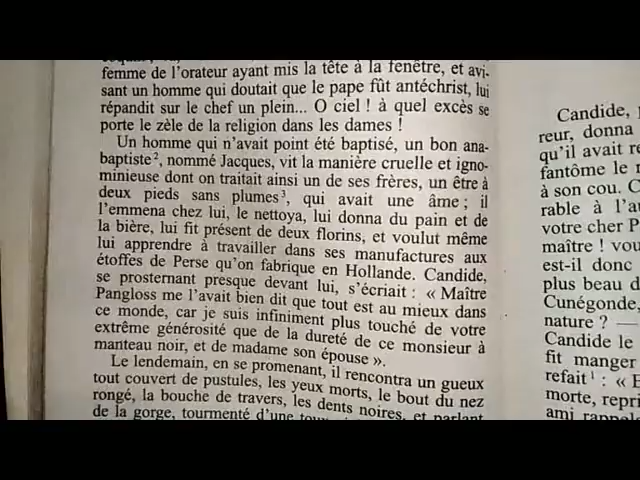 femme de l'orateur ayant mis la tête à la fenêtre, et avi-
sant un homme qui doutait que le pape fût antéchrist, lui
répandit sur le chef un plein... O ciel ! à quel excès se
porte le zèle de la religion dans les dames !
Un homme qui n'avait point été baptisé, un bon ana-
baptiste², nommé Jacques, vit la manière cruelle et igno-
minieuse dont on traitait ainsi un de ses frères, un être à
deux pieds sans plumes³, qui avait une âme ; il
l'emmena chez lui, le nettoya, lui donna du pain et de
la bière, lui fit présent de deux florins, et voulut même
lui apprendre à travailler dans ses manufactures aux
étoffes de Perse qu'on fabrique en Hollande. Candide,
se prosternant presque devant lui, s'écriait : « Maître
Pangloss me l'avait bien dit que tout est au mieux dans
ce monde, car je suis infiniment plus touché de votre
extrême générosité que de la dureté de ce monsieur à
manteau noir, et de madame son épouse ».
Le lendemain, en se promenant, il rencontra un gueux
tout couvert de pustules, les yeux morts, le bout du nez
rongé, la bouche de travers, les dents noires, et parlant
de la gorge, tourmenté d'une
Candide,
reur, donna
qu'il avait
fantôme le
à son cou.
rable à
votre cher
maître !
est-il donc
plus beau
Cunégonde,
nature ? —
Candide le
fit manger
refait¹ : «
morte,
ami